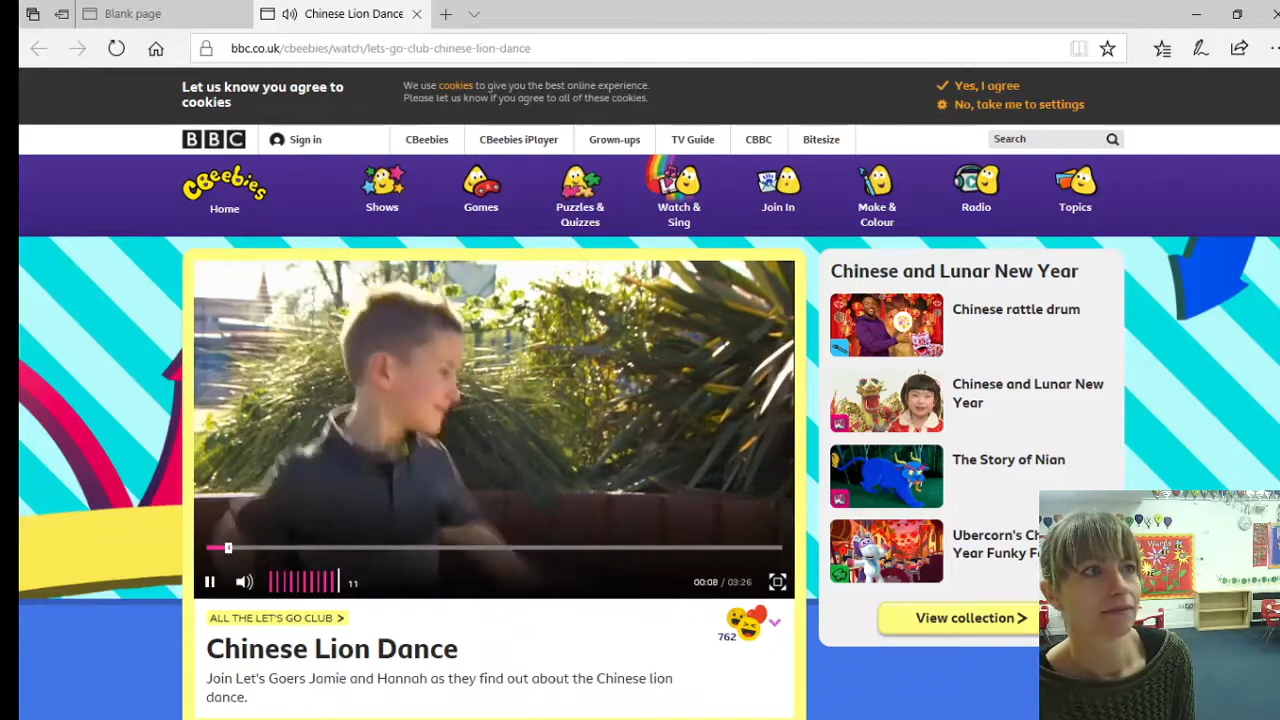 Blank page
Chinese Lion Dance
bbc.co.uk/cbeebies/watch/lets-go-club-chinese-lion-dance
Let us know you agree to
cookies
We use cookies to give you the best online experience.
Please let us know if you agree to all of these cookies.
Yes, I agree
No, take me to settings
BBC
Sign in
CBeebies
CBeebies iPlayer
Grown-ups
TV Guide
CBBC
Bitesize
Search
CBeebies
Home
Shows
Games
Puzzles &
Quizzes
Watch &
Sing
Join In
Make &
Colour
Radio
Topics
11
00:08 / 03:26
ALL THE LET'S GO CLUB >
762
Chinese Lion Dance
Join Let's Goers Jamie and Hannah as they find out about the Chinese lion
dance.
Chinese and Lunar New Year
Chinese rattle drum
Chinese and Lunar New
Year
The Story of Nian
Ubercorn's Ch
Year Funky F
View collection >
Words